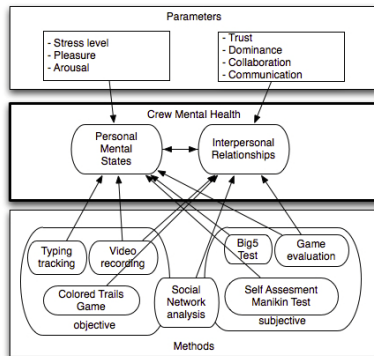 Parameters
- Stress level
- Pleasure
- Arousal
- Trust
- Dominance
- Collaboration
- Communication
Crew Mental Health
Personal
Mental
States
Interpersonal
Relationships
Typing
tracking
Video
recording
Big5
Test
Game
evaluation
Colored Trails
Game
Social
Network
analysis
Self Assesment
Manikin Test
objective
subjective
Methods